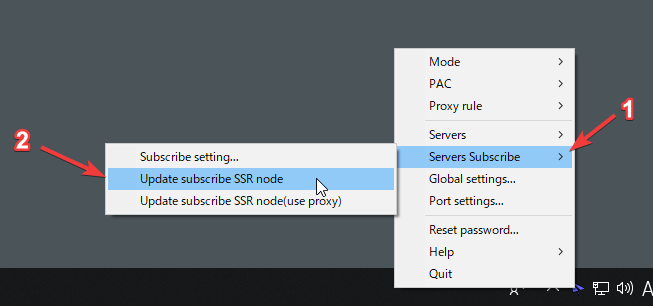 Mode
PAC
Proxy rule
1
Servers
2
Subscribe setting...
Servers Subscribe
Update subscribe SSR node
Global settings...
Update subscribe SSR node(use proxy)
Port settings...
Reset password...
Help
Quit
A